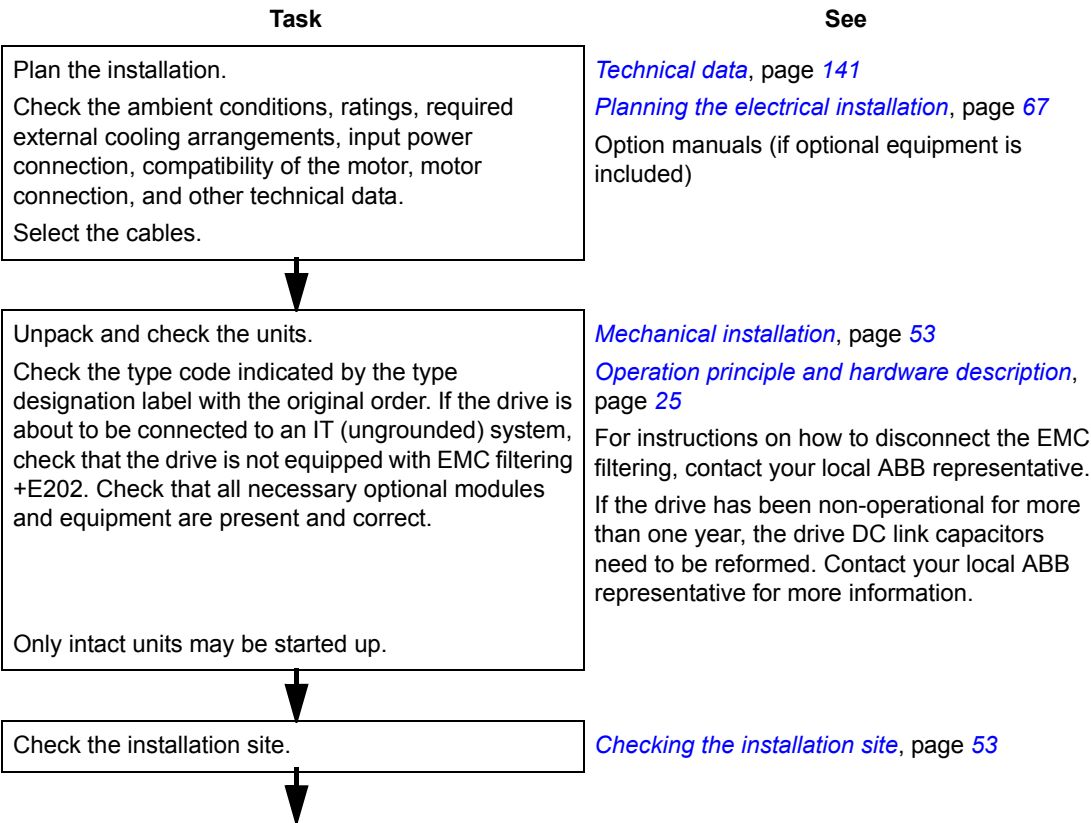 Task
See
Plan the installation.
Check the ambient conditions, ratings, required
external cooling arrangements, input power
connection, compatibility of the motor, motor
connection, and other technical data.
Select the cables.
Technical data, page 141
Planning the electrical installation, page 67
Option manuals (if optional equipment is
included)
Unpack and check the units.
Check the type code indicated by the type
designation label with the original order. If the drive is
about to be connected to an IT (ungrounded) system,
check that the drive is not equipped with EMC filtering
+E202. Check that all necessary optional modules
and equipment are present and correct.
Only intact units may be started up.
Mechanical installation, page 53
Operation principle and hardware description,
page 25
For instructions on how to disconnect the EMC
filtering, contact your local ABB representative.
If the drive has been non-operational for more
than one year, the drive DC link capacitors
need to be reformed. Contact your local ABB
representative for more information.
Check the installation site.
Checking the installation site, page 53